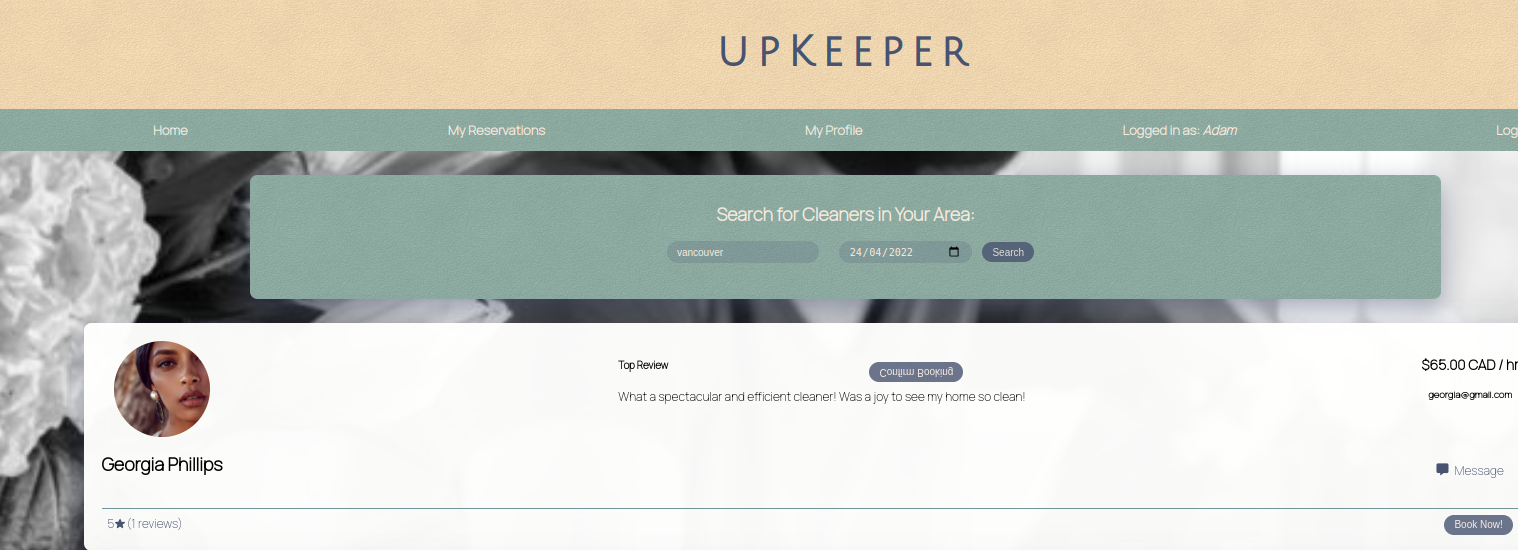 UPKEEPER
Home My Reservations My Profile Logged in as: Adam Log
Search for Cleaners in Your Area:
vancouver 24/04/2022 Search
Top Review Confirm Booking $65.00 CAD / hr
What a spectacular and efficient cleaner! Was a joy to see my home so clean! georgia@gmail.com
Georgia Phillips Message
5★(1 reviews) Book Now!